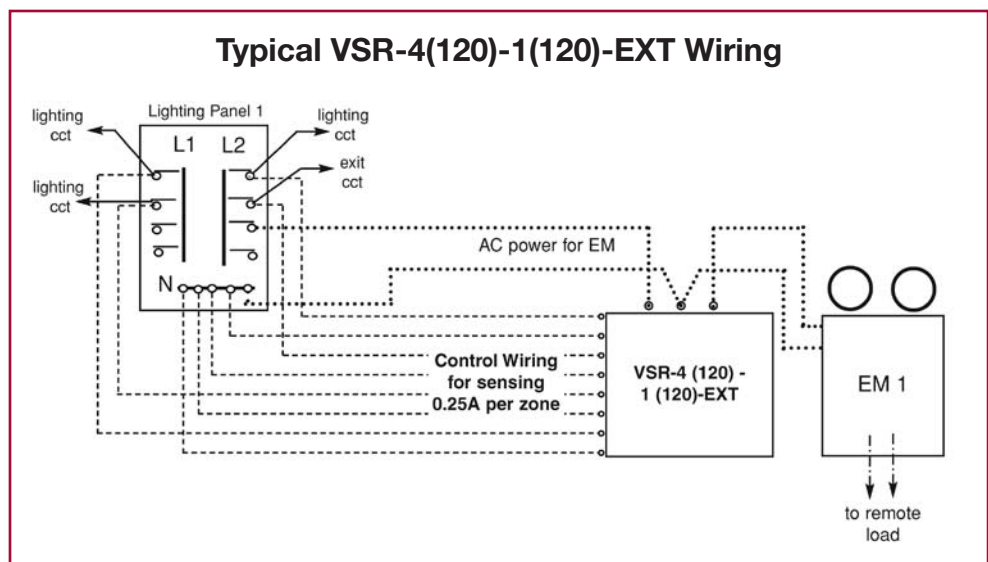 Typical VSR-4(120)-1(120)-EXT Wiring
Lighting Panel 1
lighting
cct
L1 L2
lighting
cct
exit
cct
lighting
cct
AC power for EM
N
Control Wiring
for sensing
0.25A per zone
VSR-4 (120) -
1 (120)-EXT
EM 1
to remote
load